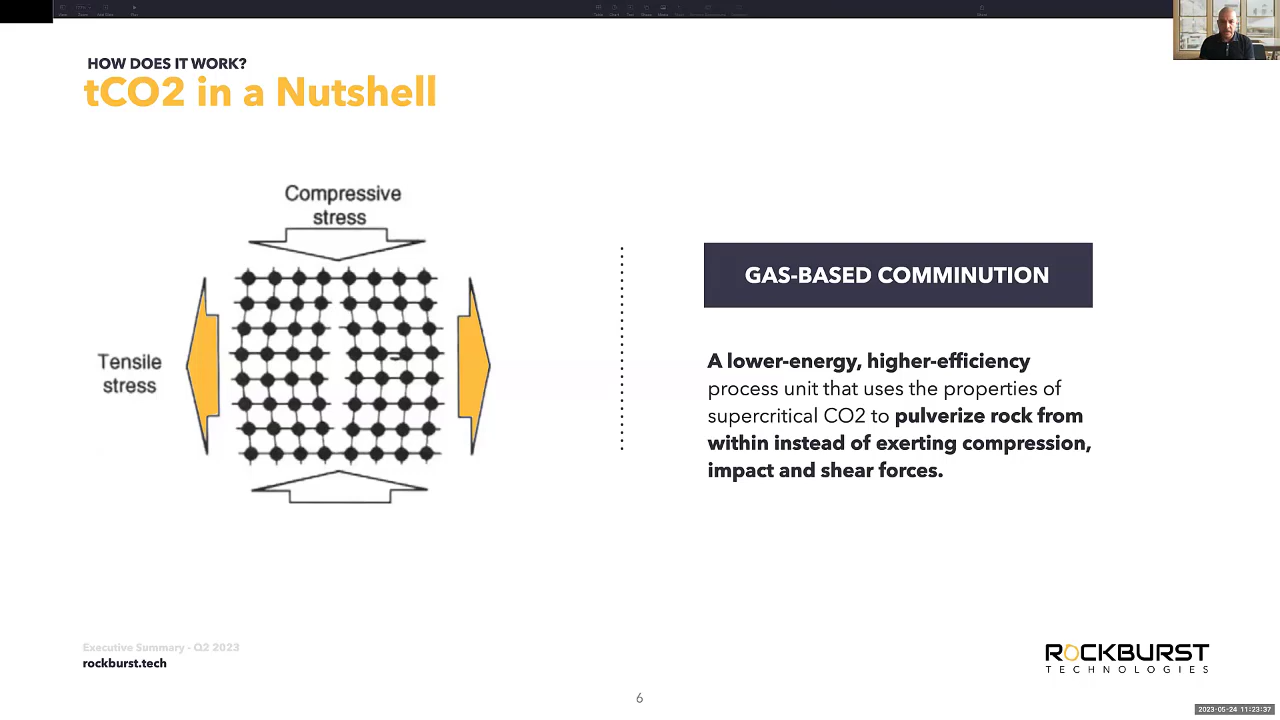 HOW DOES IT WORK?
tCO2 in a Nutshell
Compressive
stress
Tensile
stress
GAS-BASED COMMINUTION
A lower-energy, higher-efficiency
process unit that uses the properties of
supercritical CO2 to pulverize rock from
within instead of exerting compression,
impact and shear forces.
Executive Summary - Q2 2023
rockburst.tech
ROCKBURST
TECHNOLOGIES
6
2023-05-24 11:23:37